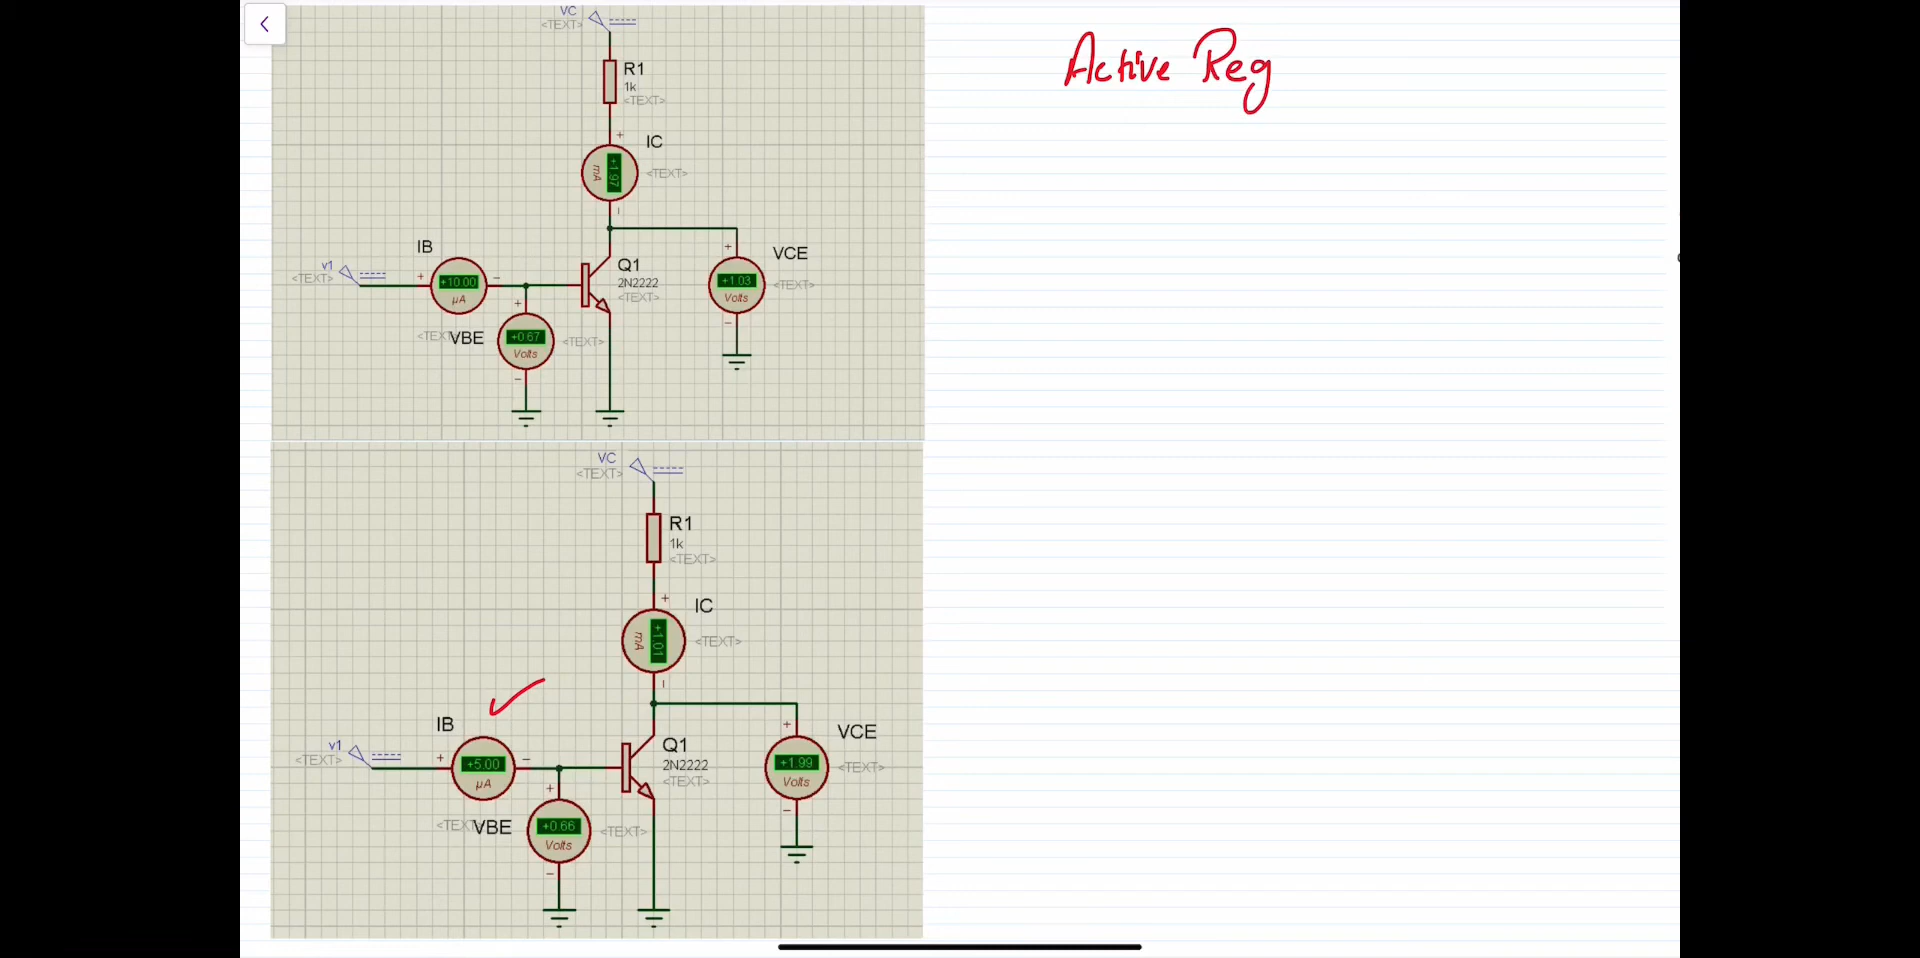 VC
<TEXT>
Active Reg
R1
1k
<TEXT>
+
IC
+1.97
mA
<TEXT>
−
IB
v1
<TEXT>
+
+10.00
µA
−
Q1
2N2222
<TEXT>
+
VCE
+1.03
Volts
<TEXT>
−
+
<TEXT>
VBE
+0.67
Volts
<TEXT>
−
VC
<TEXT>
R1
1k
<TEXT>
+
IC
+1.01
mA
<TEXT>
−
IB
v1
<TEXT>
+
+5.00
µA
−
Q1
2N2222
<TEXT>
+
VCE
+1.99
Volts
<TEXT>
−
+
<TEXT>
VBE
+0.66
Volts
<TEXT>
−